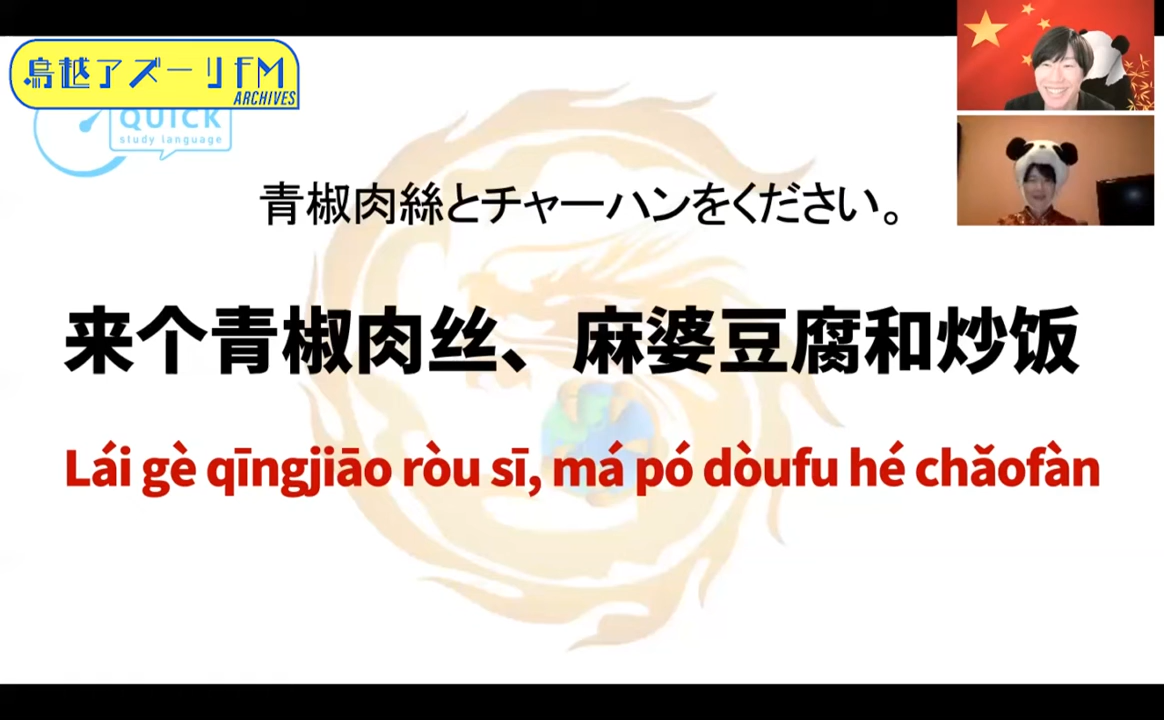 鳥越アズーリFM
ARCHIVES
QUICK
study language
青椒肉絲とチャーハンをください。
来个青椒肉丝、麻婆豆腐和炒饭
Lái gè qīngjiāo ròu sī, má pó dòufu hé chǎofàn